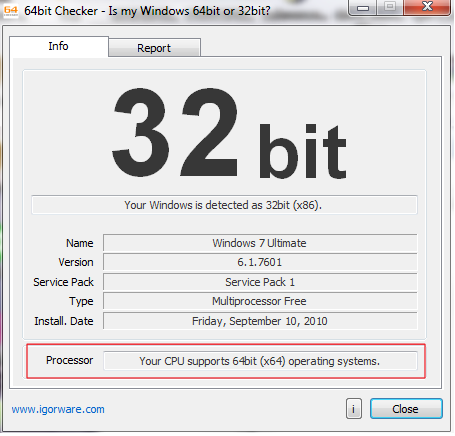 64bit Checker - Is my Windows 64bit or 32bit?
Info Report
32 bit
Your Windows is detected as 32bit (x86).
Name Windows 7 Ultimate
Version 6.1.7601
Service Pack Service Pack 1
Type Multiprocessor Free
Install. Date Friday, September 10, 2010
Processor Your CPU supports 64bit (x64) operating systems.
www.igorware.com i Close